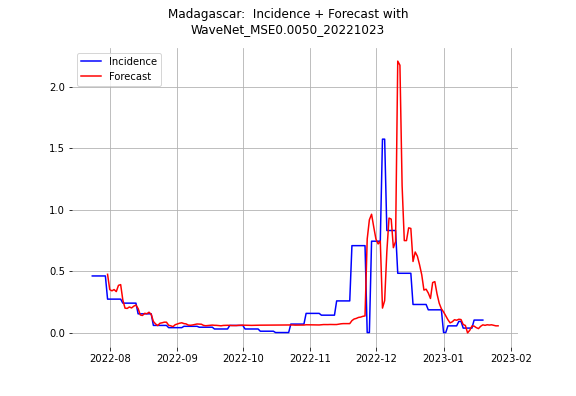 Madagascar:  Incidence + Forecast with
WaveNet_MSE0.0050_20221023
Incidence
Forecast
2.0
1.5
1.0
0.5
0.0
2022-08 2022-09 2022-10 2022-11 2022-12 2023-01 2023-02